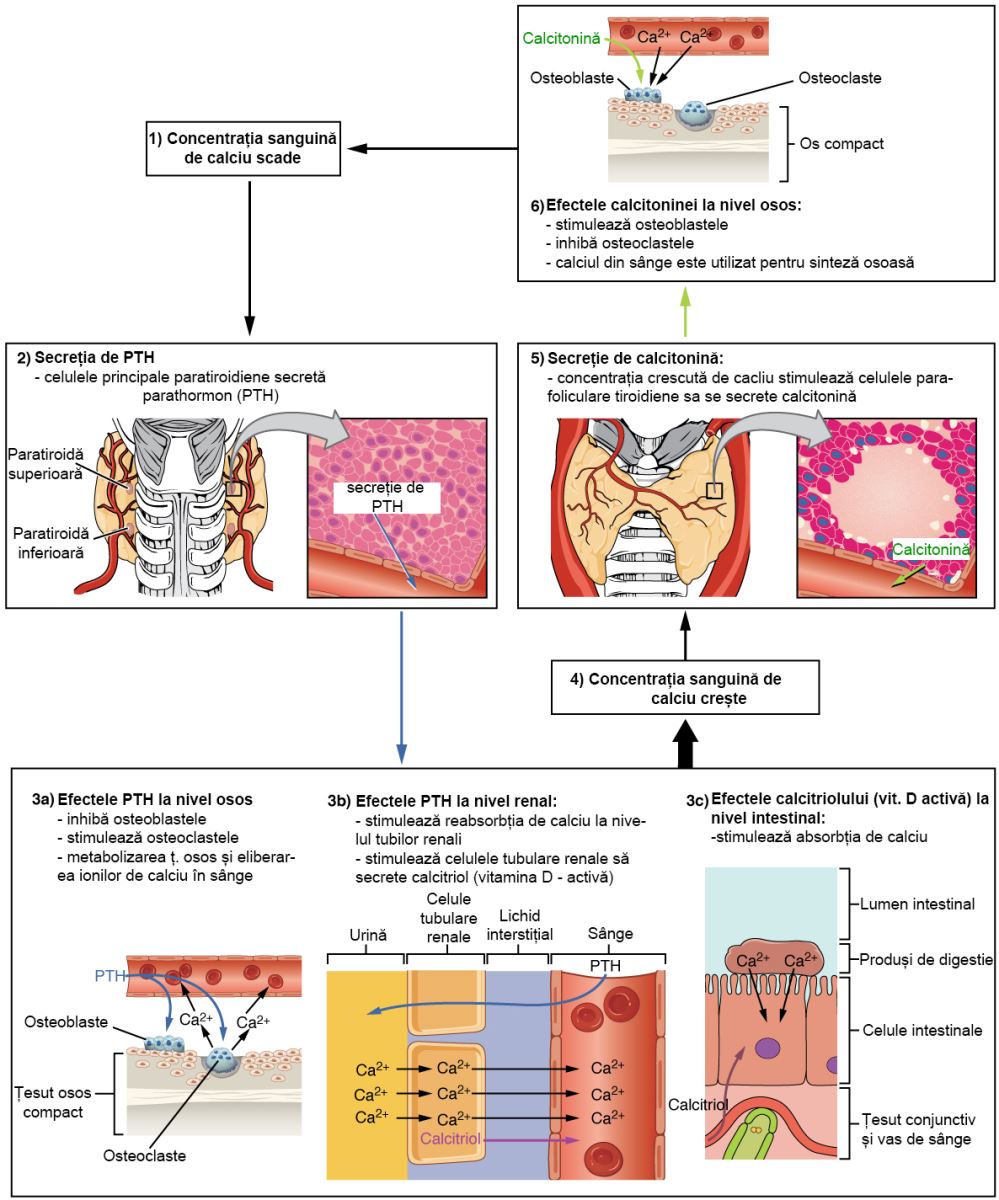 Calcitonină
Ca2+ Ca2+
Osteoblaste
Osteoclaste
Os compact
6) Efectele calcitoninei la nivel osos:
- stimulează osteoblastele
- inhibă osteoclastele
- calciul din sânge este utilizat pentru sinteză osoasă
1) Concentrația sanguină
de calciu scade
2) Secreția de PTH
- celulele principale paratiroidiene secretă
parathormon (PTH)
Paratiroidă
superioară
Paratiroidă
inferioară
secreție de
PTH
5) Secreție de calcitonină:
- concentrația crescută de cacliu stimulează celulele para-
foliculare tiroidiene sa se secrete calcitonină
Calcitonină
4) Concentrația sanguină de
calciu crește
3a) Efectele PTH la nivel osos
- inhibă osteoblastele
- stimulează osteoclastele
- metabolizarea ț. osos și eliberar-
ea ionilor de calciu în sânge
PTH
Osteoblaste
Ca2+ Ca2+
Țesut osos
compact
Osteoclaste
3b) Efectele PTH la nivel renal:
- stimulează reabsorbția de calciu la nive-
lul tubilor renali
- stimulează celulele tubulare renale să
secrete calcitriol (vitamina D - activă)
Urină
Celule
tubulare
renale
Lichid
interstițial
Sânge
PTH
Ca2+ Ca2+ Ca2+
Ca2+ Ca2+ Ca2+
Ca2+ Ca2+ Ca2+
Calcitriol
3c) Efectele calcitriolului (vit. D activă) la
nivel intestinal:
-stimulează absorbția de calciu
Lumen intestinal
Ca2+ Ca2+
Produși de digestie
Celule intestinale
Calcitriol
Țesut conjunctiv
și vas de sânge